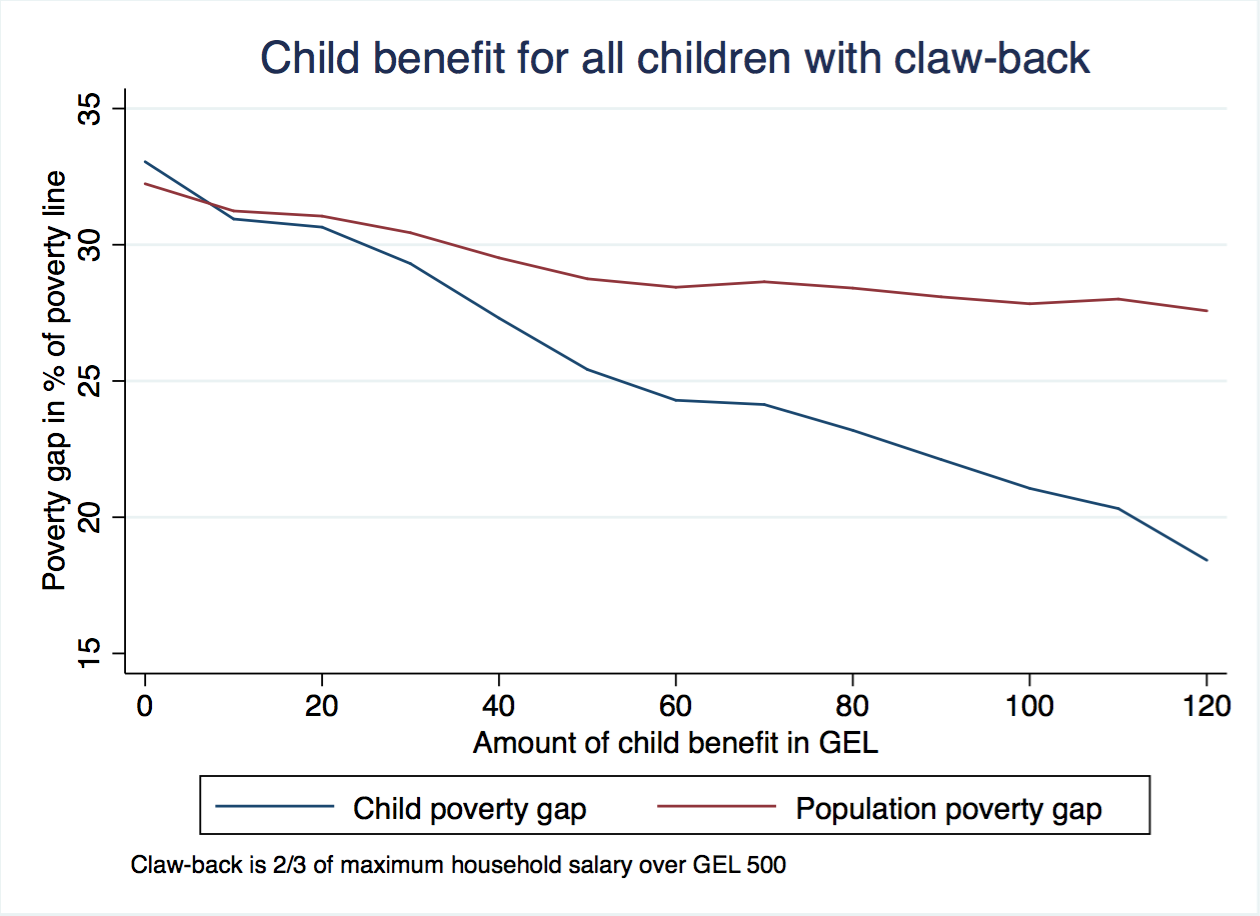 Child benefit for all children with claw-back
Poverty gap in % of poverty line
35
30
25
20
15
0 20 40 60 80 100 120
Amount of child benefit in GEL
Child poverty gap Population poverty gap
Claw-back is 2/3 of maximum household salary over GEL 500